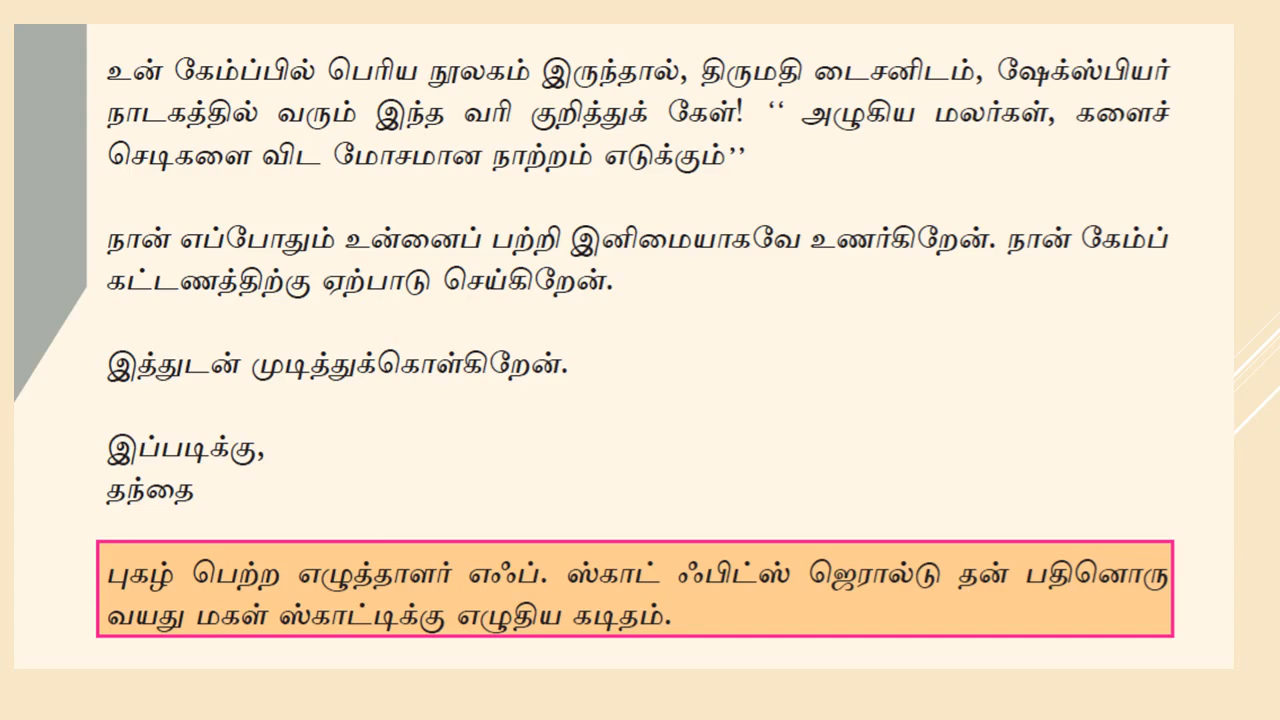 உன் கேம்ப்பில் பெரிய நூலகம் இருந்தால், திருமதி டைசனிடம், ஷேக்ஸ்பியர்
நாடகத்தில் வரும் இந்த வரி குறித்துக் கேள்! ‘‘ அழுகிய மலர்கள், களைச்
செடிகளை விட மோசமான நாற்றம் எடுக்கும்’’
நான் எப்போதும் உன்னைப் பற்றி இனிமையாகவே உணர்கிறேன். நான் கேம்ப்
கட்டணத்திற்கு ஏற்பாடு செய்கிறேன்.
இத்துடன் முடித்துக்கொள்கிறேன்.
இப்படிக்கு,
தந்தை
புகழ் பெற்ற எழுத்தாளர் எஃப். ஸ்காட் ஃபிட்ஸ் ஜெரால்டு தன் பதினொரு
வயது மகள் ஸ்காட்டிக்கு எழுதிய கடிதம்.